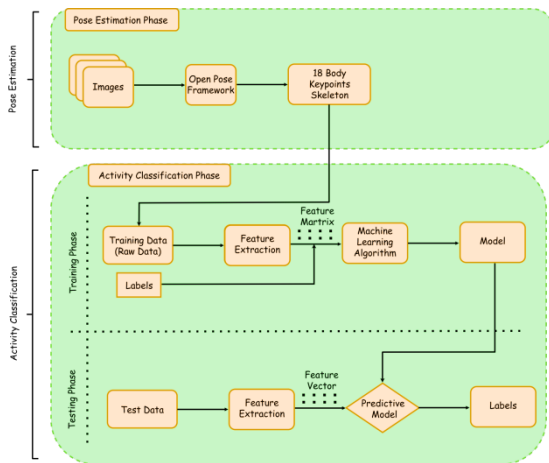 Pose Estimation Phase
Pose Estimation
Images
Open Pose
Framework
18 Body
Keypoints
Skeleton
Activity Classification Phase
Activity Classification
Training Phase
Training Data
(Raw Data)
Feature
Extraction
Feature
Martrix
Machine
Learning
Algorithm
Model
Labels
Testing Phase
Test Data
Feature
Extraction
Feature
Vector
Predictive
Model
Labels